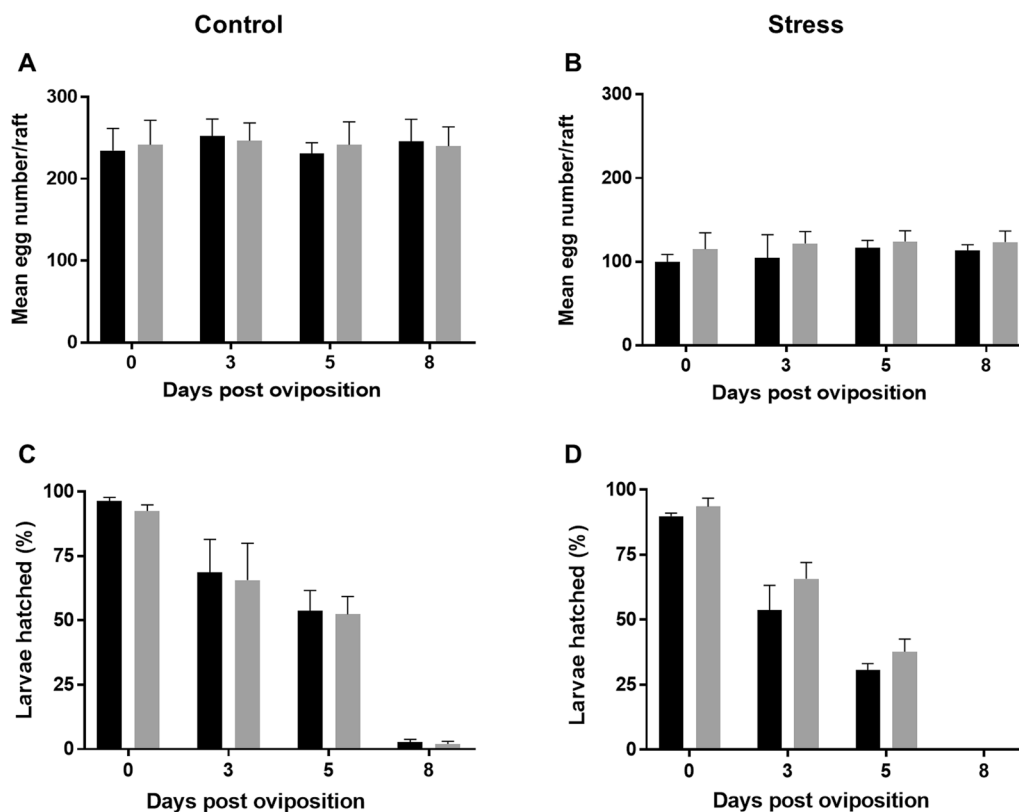 Control
Stress
A
B
Mean egg number/raft
300
200
100
0
0 3 5 8
Days post oviposition
Mean egg number/raft
300
200
100
0
0 3 5 8
Days post oviposition
C
D
Larvae hatched (%)
100
75
50
25
0
0 3 5 8
Days post oviposition
Larvae hatched (%)
100
75
50
25
0
0 3 5 8
Days post oviposition